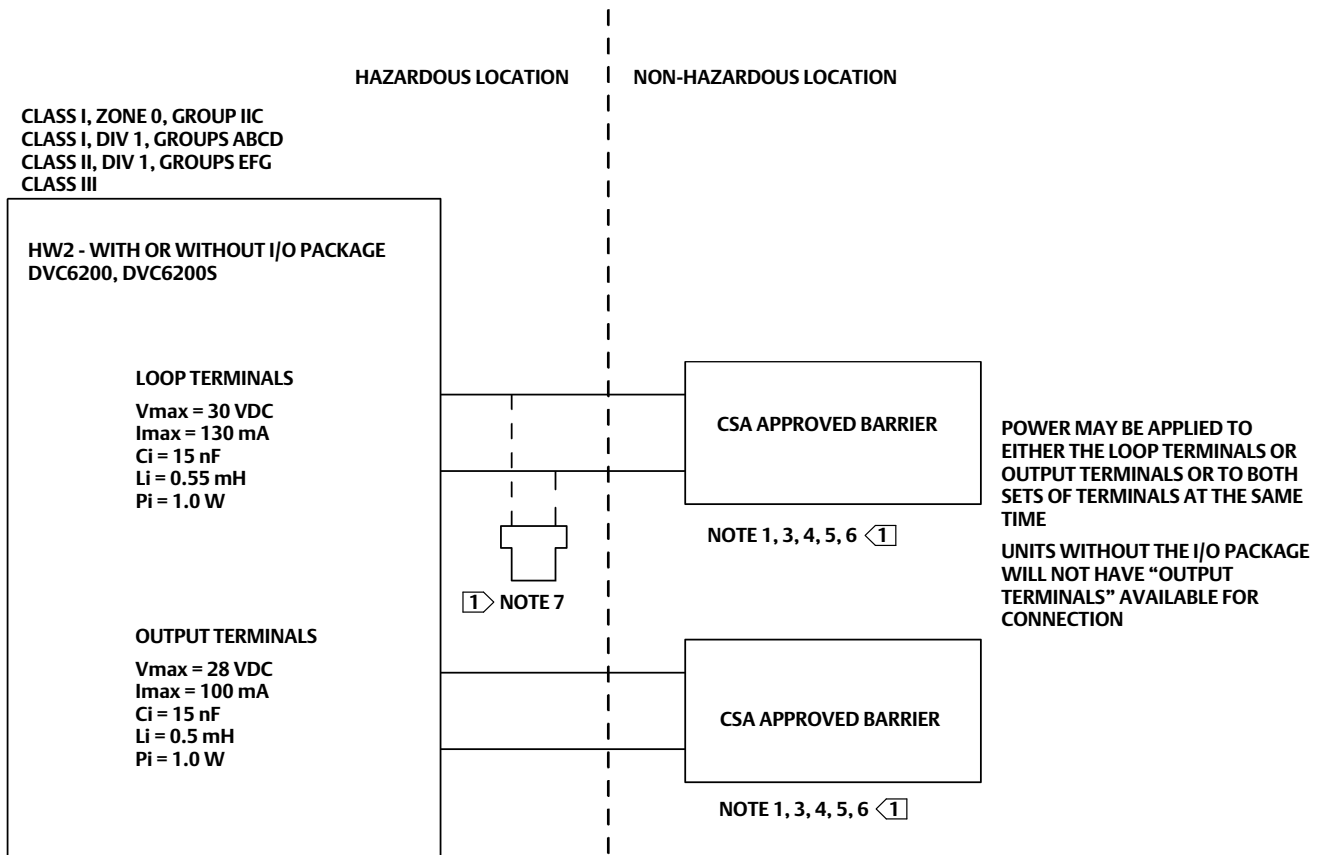 HAZARDOUS LOCATION
NON-HAZARDOUS LOCATION
CLASS I, ZONE 0, GROUP IIC
CLASS I, DIV 1, GROUPS ABCD
CLASS II, DIV 1, GROUPS EFG
CLASS III
HW2 - WITH OR WITHOUT I/O PACKAGE
DVC6200, DVC6200S
LOOP TERMINALS
Vmax = 30 VDC
Imax = 130 mA
Ci = 15 nF
Li = 0.55 mH
Pi = 1.0 W
CSA APPROVED BARRIER
NOTE 1, 3, 4, 5, 6 1
1 NOTE 7
POWER MAY BE APPLIED TO
EITHER THE LOOP TERMINALS OR
OUTPUT TERMINALS OR TO BOTH
SETS OF TERMINALS AT THE SAME
TIME
UNITS WITHOUT THE I/O PACKAGE
WILL NOT HAVE “OUTPUT
TERMINALS” AVAILABLE FOR
CONNECTION
OUTPUT TERMINALS
Vmax = 28 VDC
Imax = 100 mA
Ci = 15 nF
Li = 0.5 mH
Pi = 1.0 W
CSA APPROVED BARRIER
NOTE 1, 3, 4, 5, 6 1